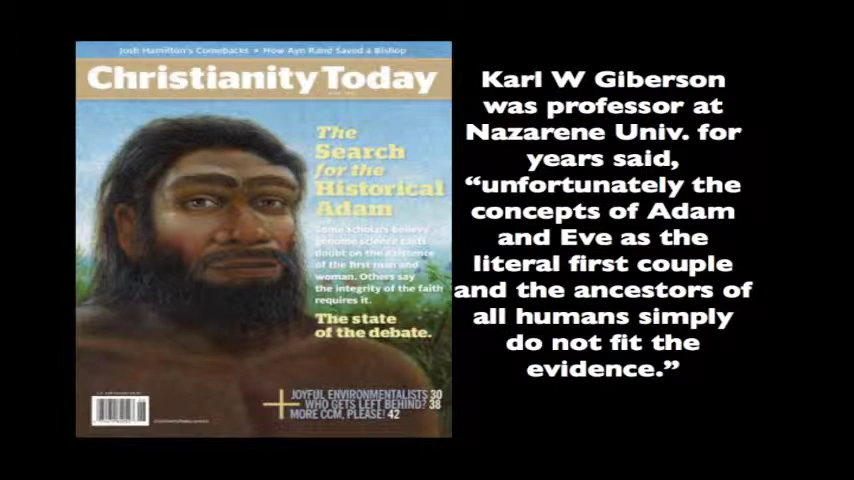 Josh Hamilton's Comebacks • How Ayn Rand Saved a Bishop
Christianity Today
The
Search
for the
Historical
Adam
Some scholars believe
genome science casts
doubt on the existence
of the first man and
woman. Others say
the integrity of the faith
requires it.
The state
of the debate.
JOYFUL ENVIRONMENTALISTS 30
WHO GETS LEFT BEHIND? 38
MORE CCM, PLEASE! 42
Karl W Giberson
was professor at
Nazarene Univ. for
years said,
“unfortunately the
concepts of Adam
and Eve as the
literal first couple
and the ancestors of
all humans simply
do not fit the
evidence.”